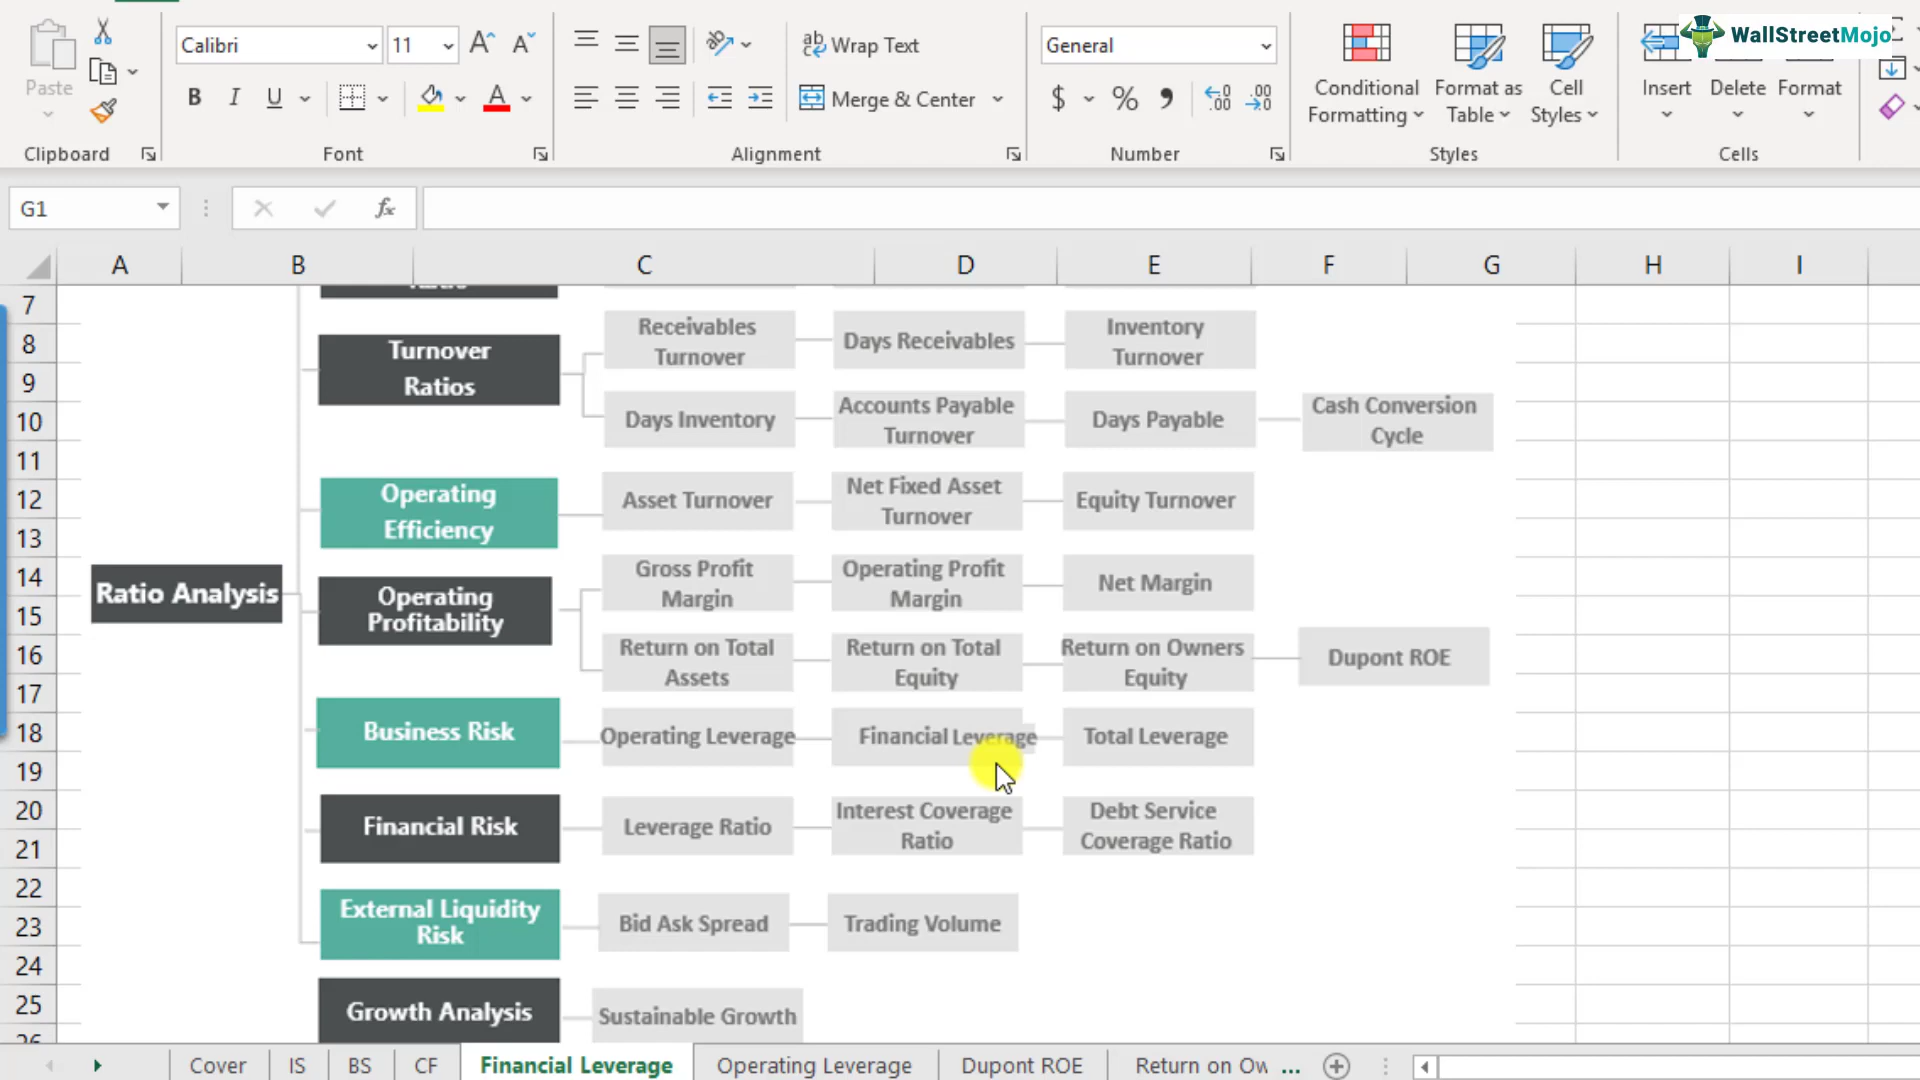 WallStreetMojo
Paste
Calibri
11
Wrap Text
General
B I U
Merge & Center
$ % ,
Conditional
Formatting
Format as
Table
Cell
Styles
Insert Delete Format
Clipboard Font Alignment Number Styles Cells
G1
fx
A B C D E F G H I
7
8
9
10
11
12
13
14
15
16
17
18
19
20
21
22
23
24
25
26
Ratio Analysis
Turnover
Ratios
Receivables
Turnover
Days Receivables
Inventory
Turnover
Days Inventory
Accounts Payable
Turnover
Days Payable
Cash Conversion
Cycle
Operating
Efficiency
Asset Turnover
Net Fixed Asset
Turnover
Equity Turnover
Operating
Profitability
Gross Profit
Margin
Operating Profit
Margin
Net Margin
Return on Total
Assets
Return on Total
Equity
Return on Owners
Equity
Dupont ROE
Business Risk
Operating Leverage
Financial Leverage
Total Leverage
Financial Risk
Leverage Ratio
Interest Coverage
Ratio
Debt Service
Coverage Ratio
External Liquidity
Risk
Bid Ask Spread
Trading Volume
Growth Analysis
Sustainable Growth
Cover IS BS CF Financial Leverage Operating Leverage Dupont ROE Return on Ow ...